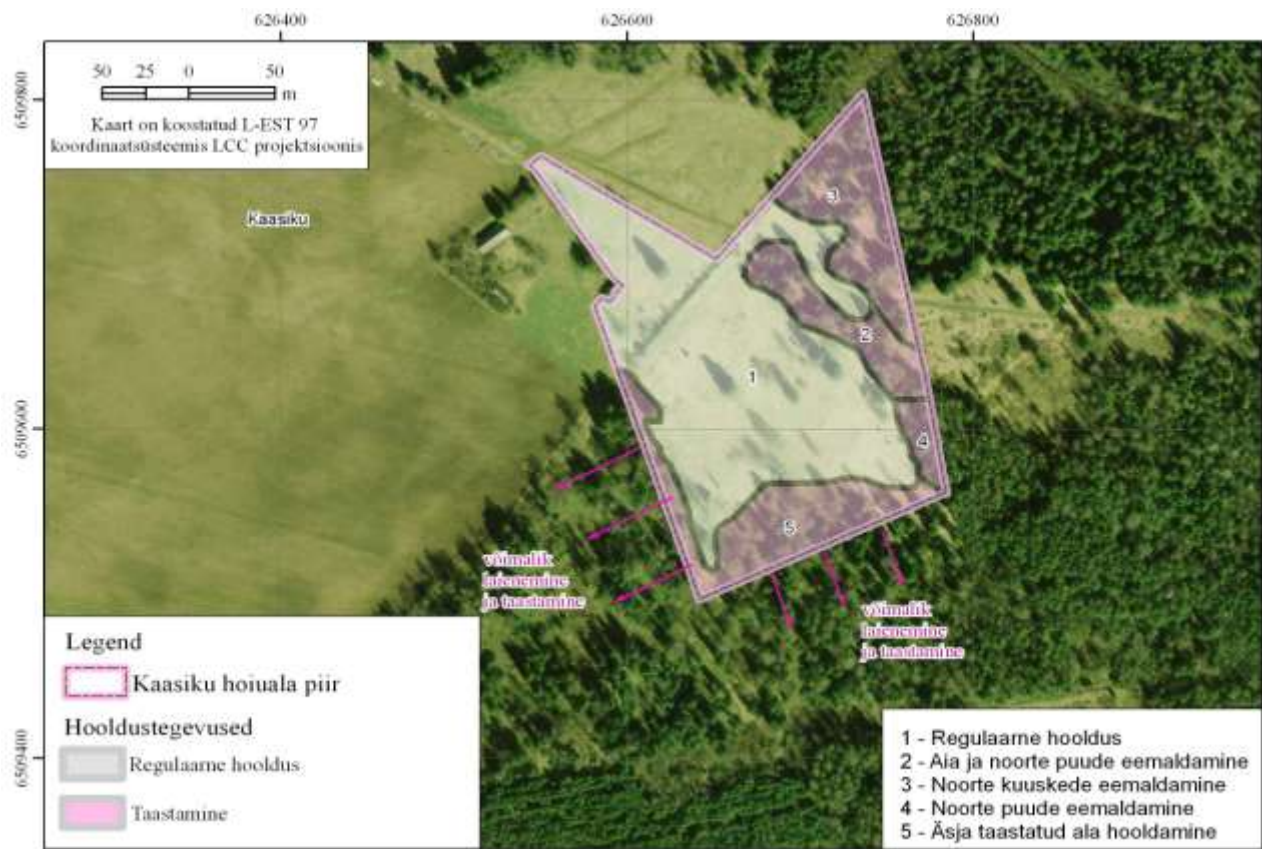 626400
626600
626800
50 25 0 50
m
Kaart on koostatud L-EST 97
koordinaatsüsteemis LCC projektsioonis
6509800
6509600
6509400
Kaasiku
3
2
1
4
5
võimalik
laienemine
ja taastamine
võimalik
laienemine
ja taastamine
Legend
Kaasiku hoiuala piir
Hooldustegevused
Regulaarne hooldus
Taastamine
1 - Regulaarne hooldus
2 - Aia ja noorte puude eemaldamine
3 - Noorte kuuskede eemaldamine
4 - Noorte puude eemaldamine
5 - Äsja taastatud ala hooldamine